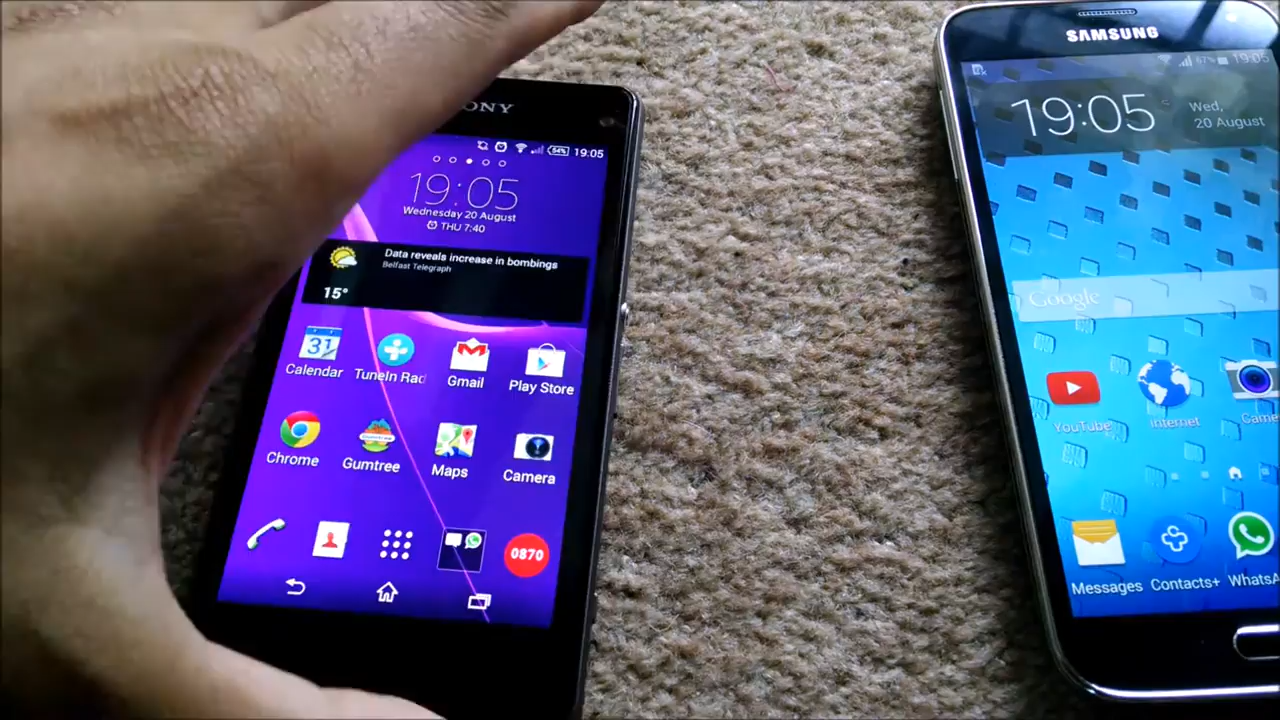 ONY
54%
19:05
19:05
Wednesday 20 August
THU 7:40
Data reveals increase in bombings
Belfast Telegraph
15°
31
Calendar
TuneIn Rad
Gmail
Play Store
Chrome
Gumtree
Maps
Camera
0870
SAMSUNG
67%
19:05
19:05
Wed,
20 August
Google
YouTube
Internet
Came
Messages
Contacts+
WhatsA